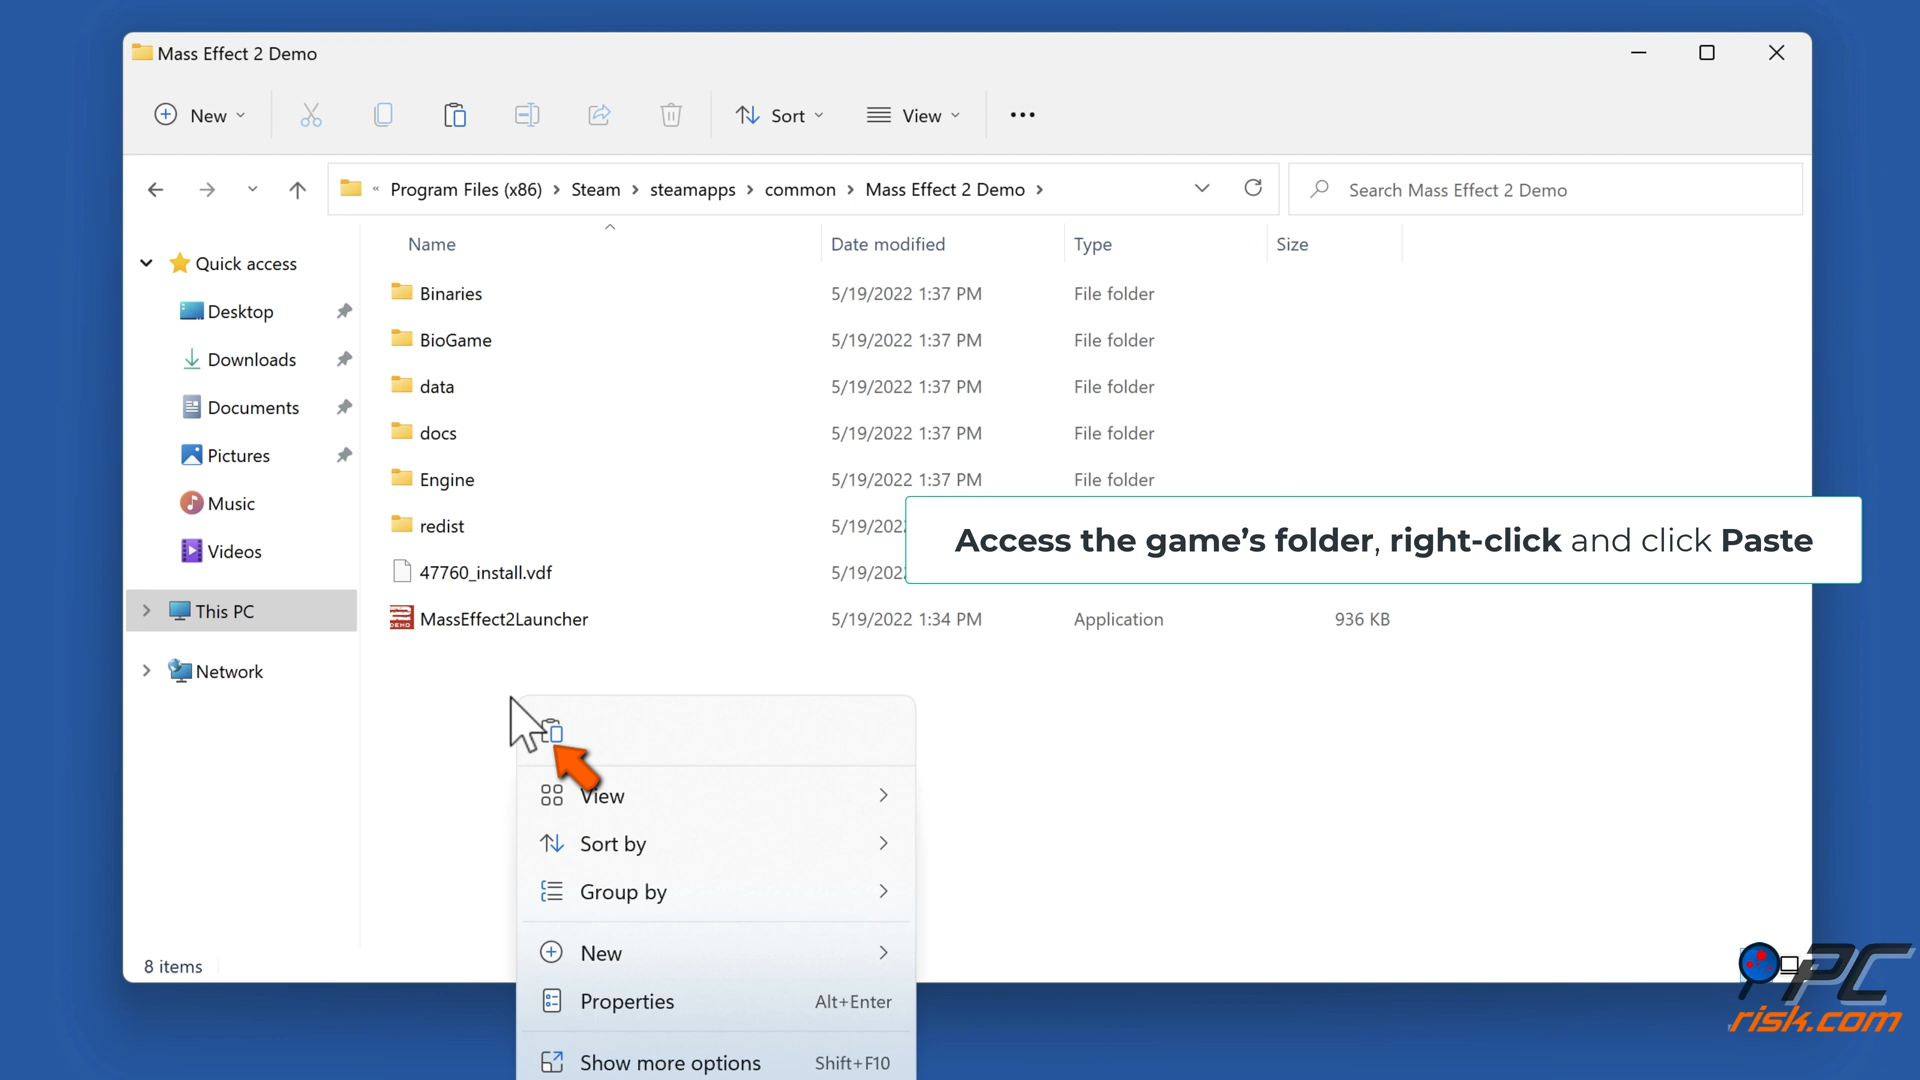 Mass Effect 2 Demo
New
Sort
View
« Program Files (x86) > Steam > steamapps > common > Mass Effect 2 Demo >
Search Mass Effect 2 Demo
Name Date modified Type Size
Quick access
Desktop
Downloads
Documents
Pictures
Music
Videos
This PC
Network
Binaries 5/19/2022 1:37 PM File folder
BioGame 5/19/2022 1:37 PM File folder
data 5/19/2022 1:37 PM File folder
docs 5/19/2022 1:37 PM File folder
Engine 5/19/2022 1:37 PM File folder
redist 5/19/202
47760_install.vdf 5/19/202
MassEffect2Launcher 5/19/2022 1:34 PM Application 936 KB
Access the game’s folder, right-click and click Paste
View
Sort by
Group by
New
Properties Alt+Enter
Show more options Shift+F10
8 items
PC
risk.com